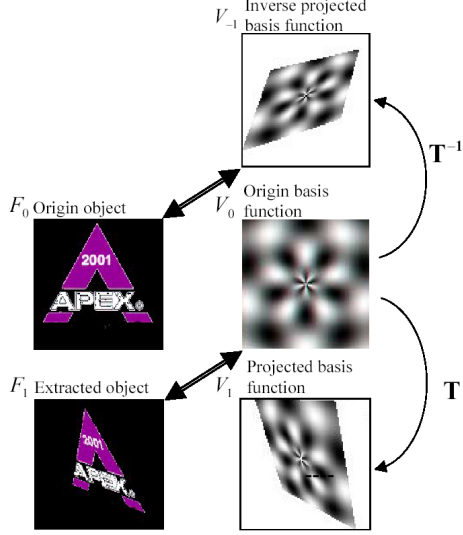 V₋₁ Inverse projected
basis function
T⁻¹
F₀ Origin object
V₀ Origin basis
function
2001
APEX.
F₁ Extracted object
V₁ Projected basis
function
T
2001
APEX.